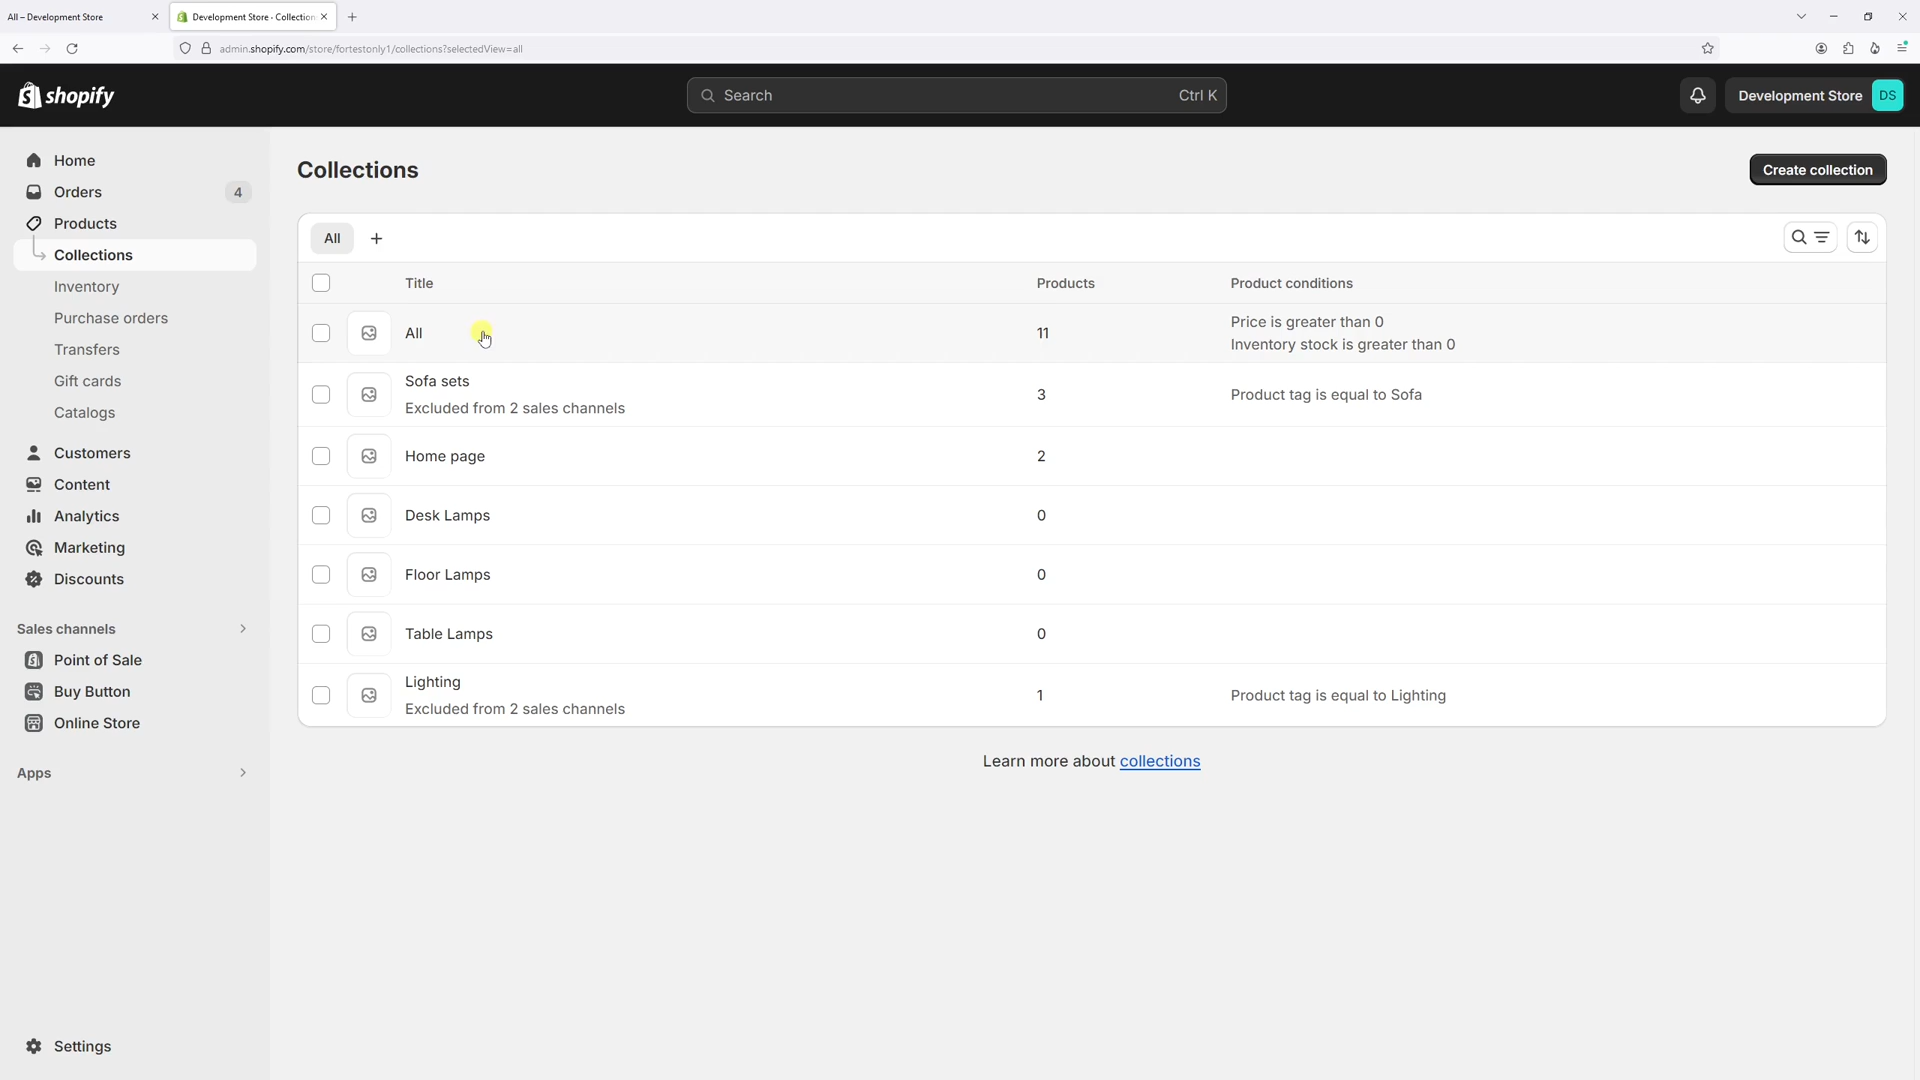 All – Development Store
Development Store · Collection
admin.shopify.com/store/fortestonly1/collections?selectedView=all
shopify
Search
Ctrl K
Development Store
DS
Home
Orders
4
Products
Collections
Inventory
Purchase orders
Transfers
Gift cards
Catalogs
Customers
Content
Analytics
Marketing
Discounts
Sales channels
Point of Sale
Buy Button
Online Store
Apps
Settings
Collections
Create collection
All
Title
Products
Product conditions
All
11
Price is greater than 0
Inventory stock is greater than 0
Sofa sets
Excluded from 2 sales channels
3
Product tag is equal to Sofa
Home page
2
Desk Lamps
0
Floor Lamps
0
Table Lamps
0
Lighting
Excluded from 2 sales channels
1
Product tag is equal to Lighting
Learn more about collections